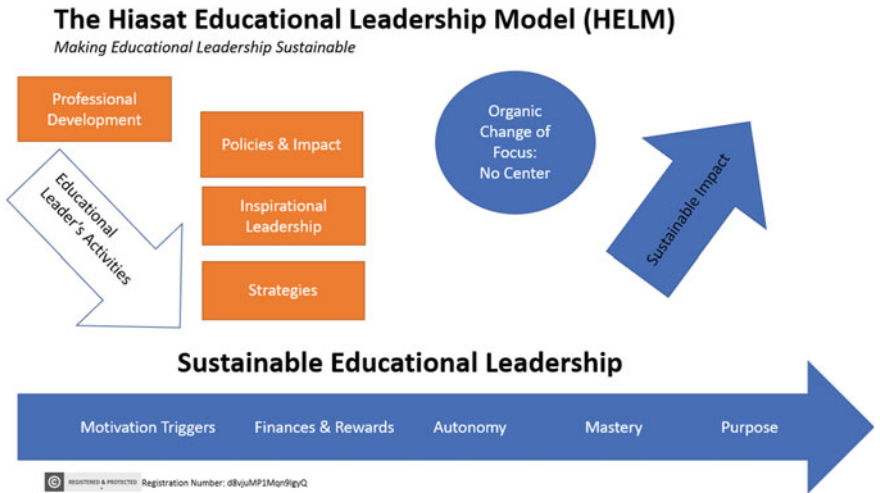 The Hiasat Educational Leadership Model (HELM)
Making Educational Leadership Sustainable
Professional
Development
Policies & Impact
Inspirational
Leadership
Strategies
Educational
Leader's Activities
Organic
Change of
Focus:
No Center
Sustainable Impact
Sustainable Educational Leadership
Motivation Triggers
Finances & Rewards
Autonomy
Mastery
Purpose
© REGISTERED & PROTECTED Registration Number: d8vjuMP1Mqn9IgyQ